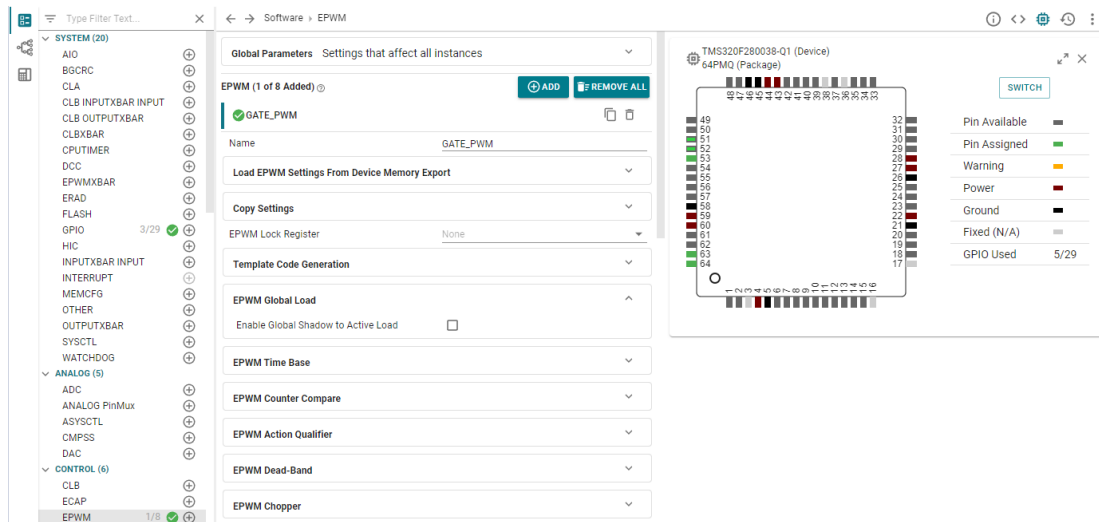 Type Filter Text...
SYSTEM (20)
AIO
BGCRC
CLA
CLB INPUTXBAR INPUT
CLB OUTPUTXBAR
CLBXBAR
CPUTIMER
DCC
EPWMXBAR
ERAD
FLASH
GPIO 3/29
HIC
INPUTXBAR INPUT
INTERRUPT
MEMCFG
OTHER
OUTPUTXBAR
SYSCTL
WATCHDOG
ANALOG (5)
ADC
ANALOG PinMux
ASYSCTL
CMPSS
DAC
CONTROL (6)
CLB
ECAP
EPWM 1/8
Software › EPWM
Global Parameters Settings that affect all instances
EPWM (1 of 8 Added) ADD REMOVE ALL
GATE_PWM
Name GATE_PWM
Load EPWM Settings From Device Memory Export
Copy Settings
EPWM Lock Register None
Template Code Generation
EPWM Global Load
Enable Global Shadow to Active Load
EPWM Time Base
EPWM Counter Compare
EPWM Action Qualifier
EPWM Dead-Band
EPWM Chopper
TMS320F280038-Q1 (Device)
64PMQ (Package)
48 47 46 45 44 43 42 41 40 39 38 37 36 35 34 33
49 32
50 31
51 30
52 29
53 28
54 27
55 26
56 25
57 24
58 23
59 22
60 21
61 20
62 19
63 18
64 17
1 2 3 4 5 6 7 8 9 10 11 12 13 14 15 16
SWITCH
Pin Available
Pin Assigned
Warning
Power
Ground
Fixed (N/A)
GPIO Used 5/29